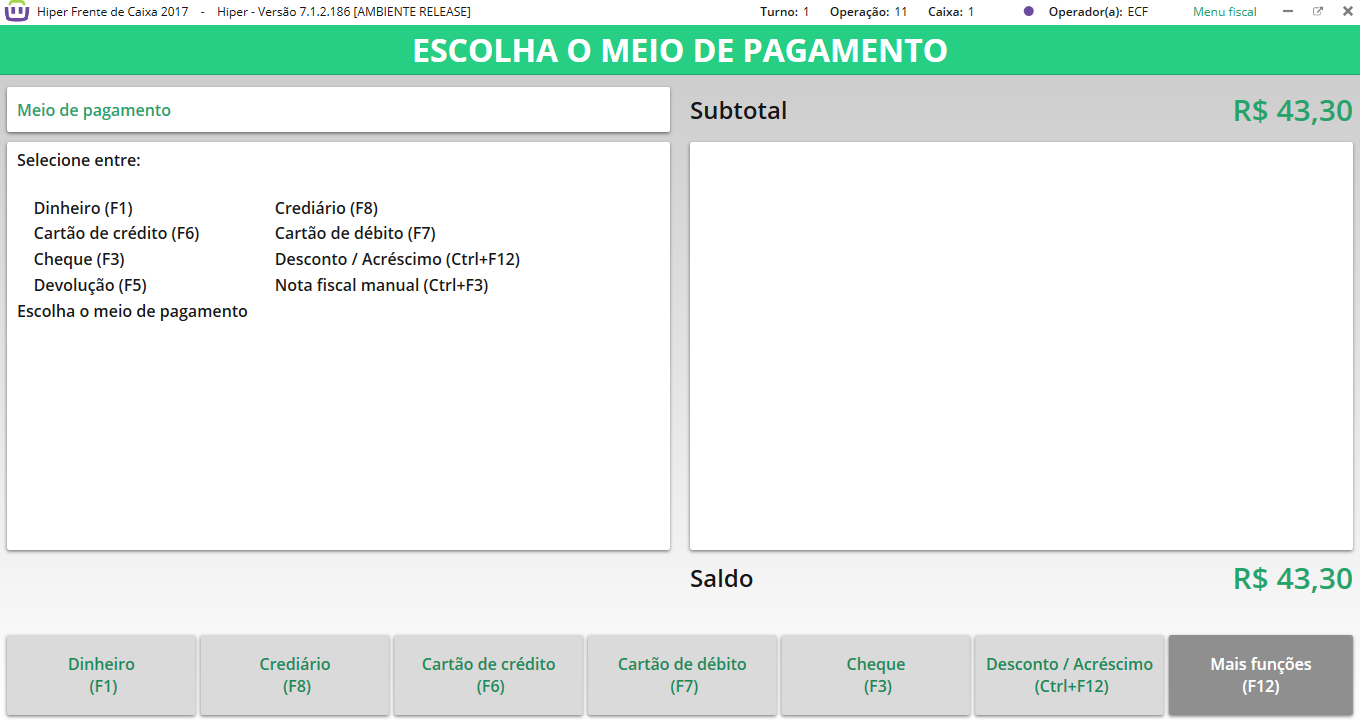 Hiper Frente de Caixa 2017 - Hiper - Versão 7.1.2.186 [AMBIENTE RELEASE] Turno: 1 Operação: 11 Caixa: 1 Operador(a): ECF Menu fiscal
ESCOLHA O MEIO DE PAGAMENTO
Meio de pagamento
Subtotal R$ 43,30
Selecione entre:
Dinheiro (F1) Crediário (F8)
Cartão de crédito (F6) Cartão de débito (F7)
Cheque (F3) Desconto / Acréscimo (Ctrl+F12)
Devolução (F5) Nota fiscal manual (Ctrl+F3)
Escolha o meio de pagamento
Saldo R$ 43,30
Dinheiro
(F1)
Crediário
(F8)
Cartão de crédito
(F6)
Cartão de débito
(F7)
Cheque
(F3)
Desconto / Acréscimo
(Ctrl+F12)
Mais funções
(F12)